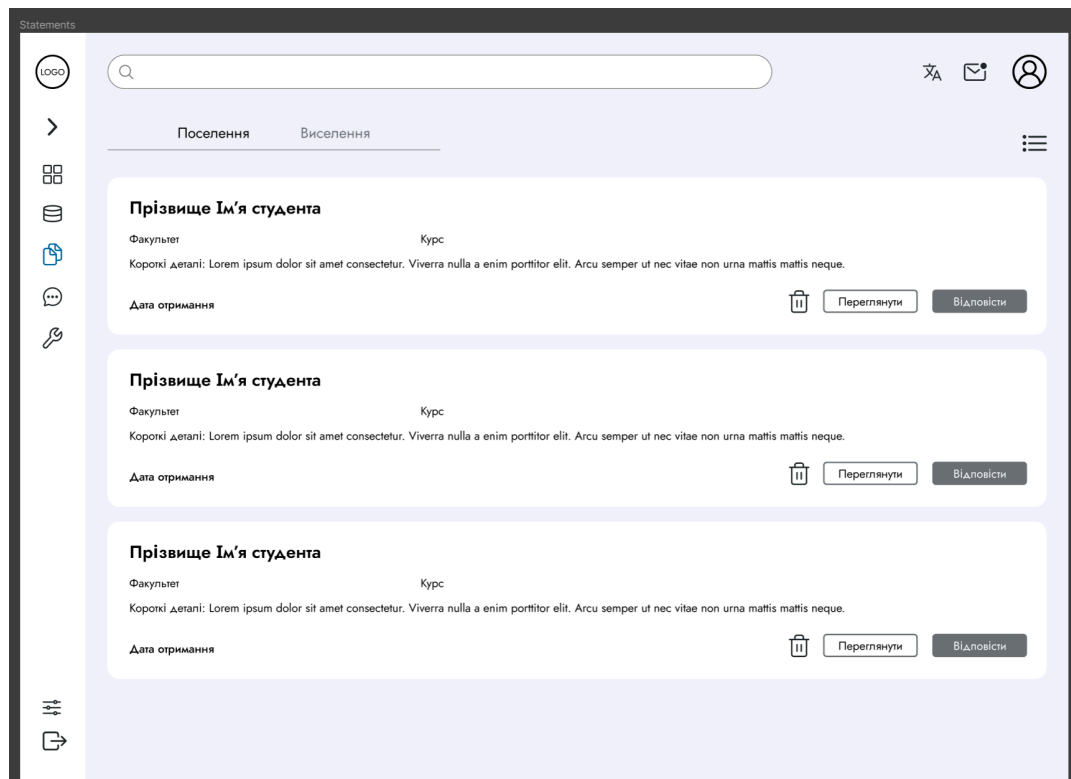 Statements
LOGO
Поселення Виселення
Прізвище Ім'я студента
Факультет Курс
Короткі деталі: Lorem ipsum dolor sit amet consectetur. Viverra nulla a enim porttitor elit. Arcu semper ut nec vitae non urna mattis mattis neque.
Дата отримання Переглянути Відповісти
Прізвище Ім'я студента
Факультет Курс
Короткі деталі: Lorem ipsum dolor sit amet consectetur. Viverra nulla a enim porttitor elit. Arcu semper ut nec vitae non urna mattis mattis neque.
Дата отримання Переглянути Відповісти
Прізвище Ім'я студента
Факультет Курс
Короткі деталі: Lorem ipsum dolor sit amet consectetur. Viverra nulla a enim porttitor elit. Arcu semper ut nec vitae non urna mattis mattis neque.
Дата отримання Переглянути Відповісти